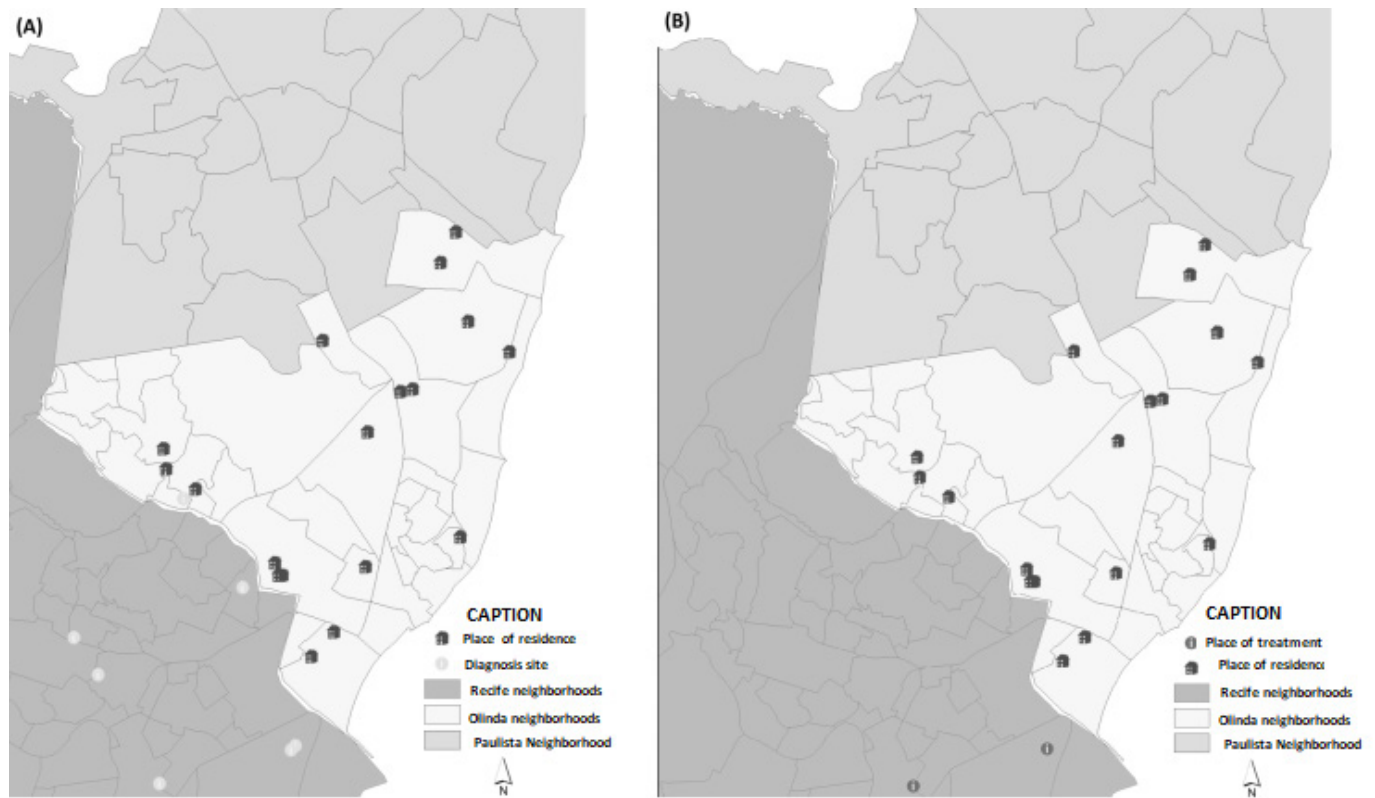 (A)
CAPTION
Place of residence
Diagnosis site
Recife neighborhoods
Olinda neighborhoods
Paulista Neighborhood
N
(B)
CAPTION
Place of treatment
Place of residence
Recife neighborhoods
Olinda neighborhoods
Paulista Neighborhood
N